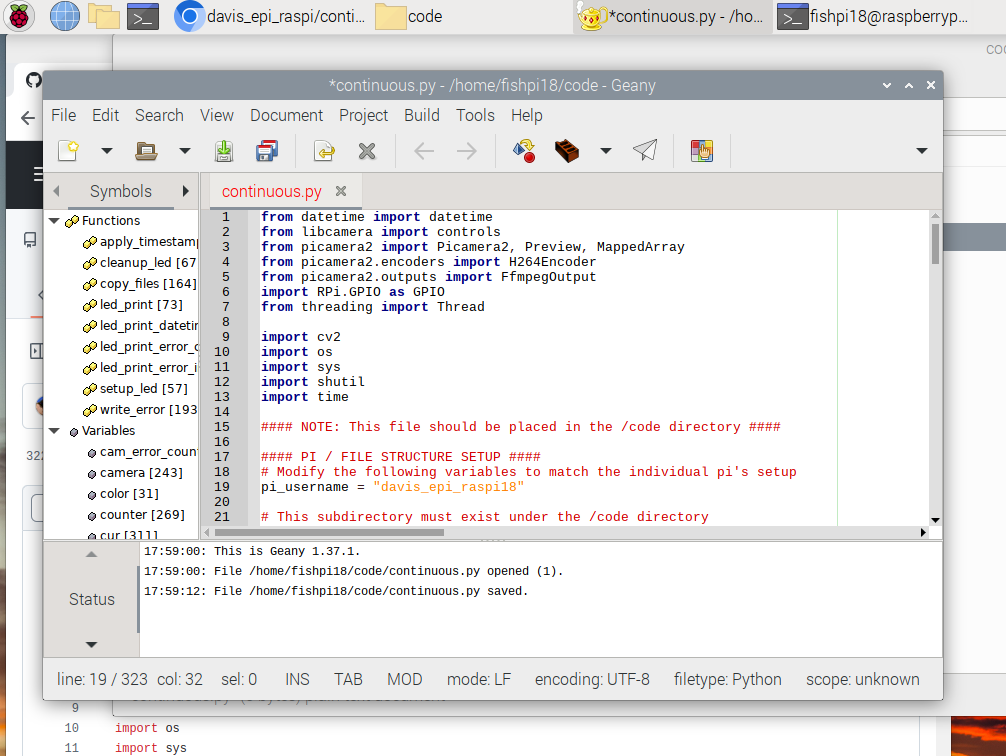 davis_epi_raspi/conti...
code
*continuous.py - /ho...
fishpi18@raspberryp...
*continuous.py - /home/fishpi18/code - Geany
File Edit Search View Document Project Build Tools Help
Symbols
continuous.py
Functions
apply_timestam
cleanup_led [67
copy_files [164]
led_print [73]
led_print_datetin
led_print_error_c
led_print_error_i
setup_led [57]
write_error [193
Variables
cam_error_coun
camera [243]
color [31]
counter [269]
cur [311]
1 from datetime import datetime
2 from libcamera import controls
3 from picamera2 import Picamera2, Preview, MappedArray
4 from picamera2.encoders import H264Encoder
5 from picamera2.outputs import FfmpegOutput
6 import RPi.GPIO as GPIO
7 from threading import Thread
8
9 import cv2
10 import os
11 import sys
12 import shutil
13 import time
14
15 #### NOTE: This file should be placed in the /code directory ####
16
17 #### PI / FILE STRUCTURE SETUP ####
18 # Modify the following variables to match the individual pi's setup
19 pi_username = "davis_epi_raspi18"
20
21 # This subdirectory must exist under the /code directory
Status
17:59:00: This is Geany 1.37.1.
17:59:00: File /home/fishpi18/code/continuous.py opened (1).
17:59:12: File /home/fishpi18/code/continuous.py saved.
line: 19 / 323 col: 32 sel: 0 INS TAB MOD mode: LF encoding: UTF-8 filetype: Python scope: unknown
322
9
10 import os
11 import sys